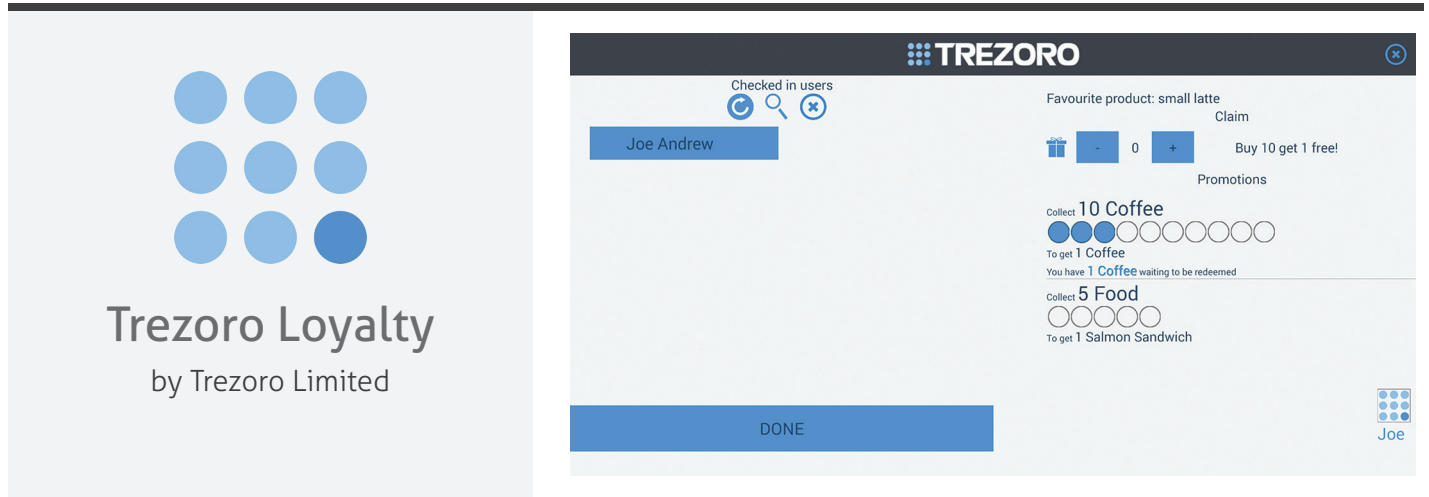 Trezoro Loyalty
by Trezoro Limited
TREZORO
Checked in users
Joe Andrew
DONE
Favourite product: small latte
Claim
- 0 + Buy 10 get 1 free!
Promotions
Collect 10 Coffee
To get 1 Coffee
You have 1 Coffee waiting to be redeemed
Collect 5 Food
To get 1 Salmon Sandwich
Joe